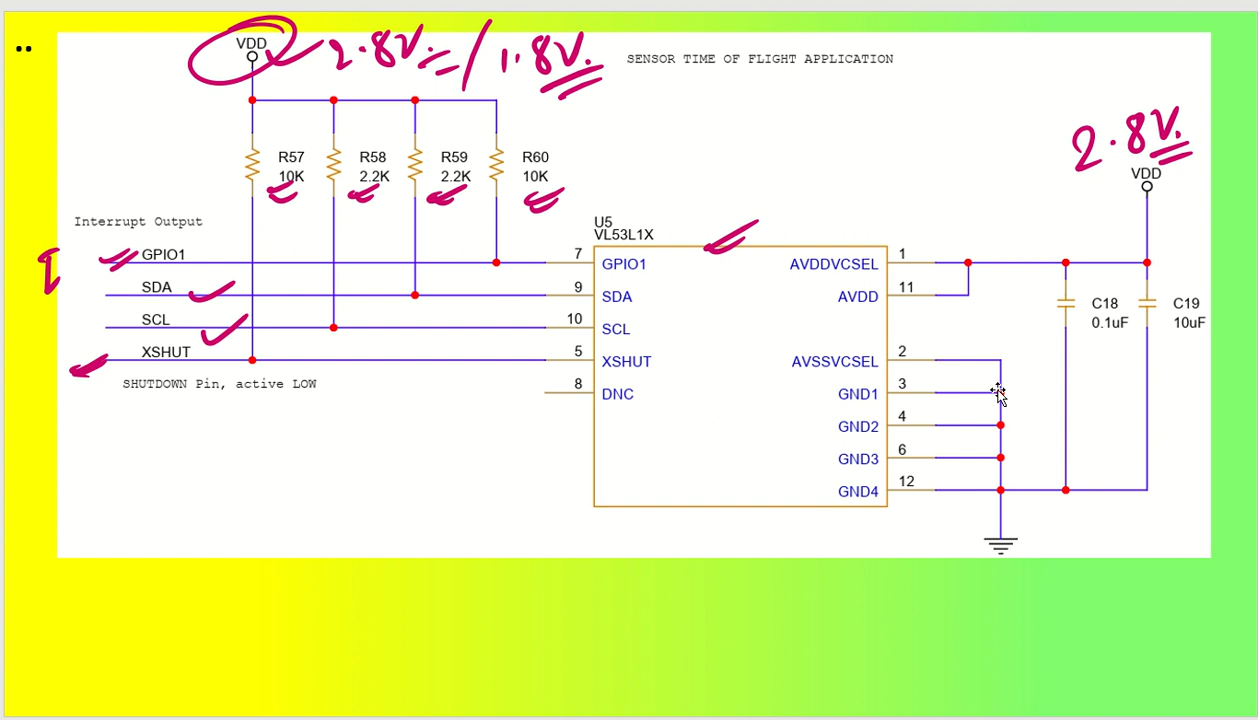 VDD
2.8V / 1.8V.
SENSOR TIME OF FLIGHT APPLICATION
2.8V.
VDD
R57
10K
R58
2.2K
R59
2.2K
R60
10K
Interrupt Output
GPIO1
SDA
SCL
XSHUT
SHUTDOWN Pin, active LOW
U5
VL53L1X
7 GPIO1
9 SDA
10 SCL
5 XSHUT
8 DNC
AVDDVCSEL 1
AVDD 11
AVSSVCSEL 2
GND1 3
GND2 4
GND3 6
GND4 12
C18
0.1uF
C19
10uF